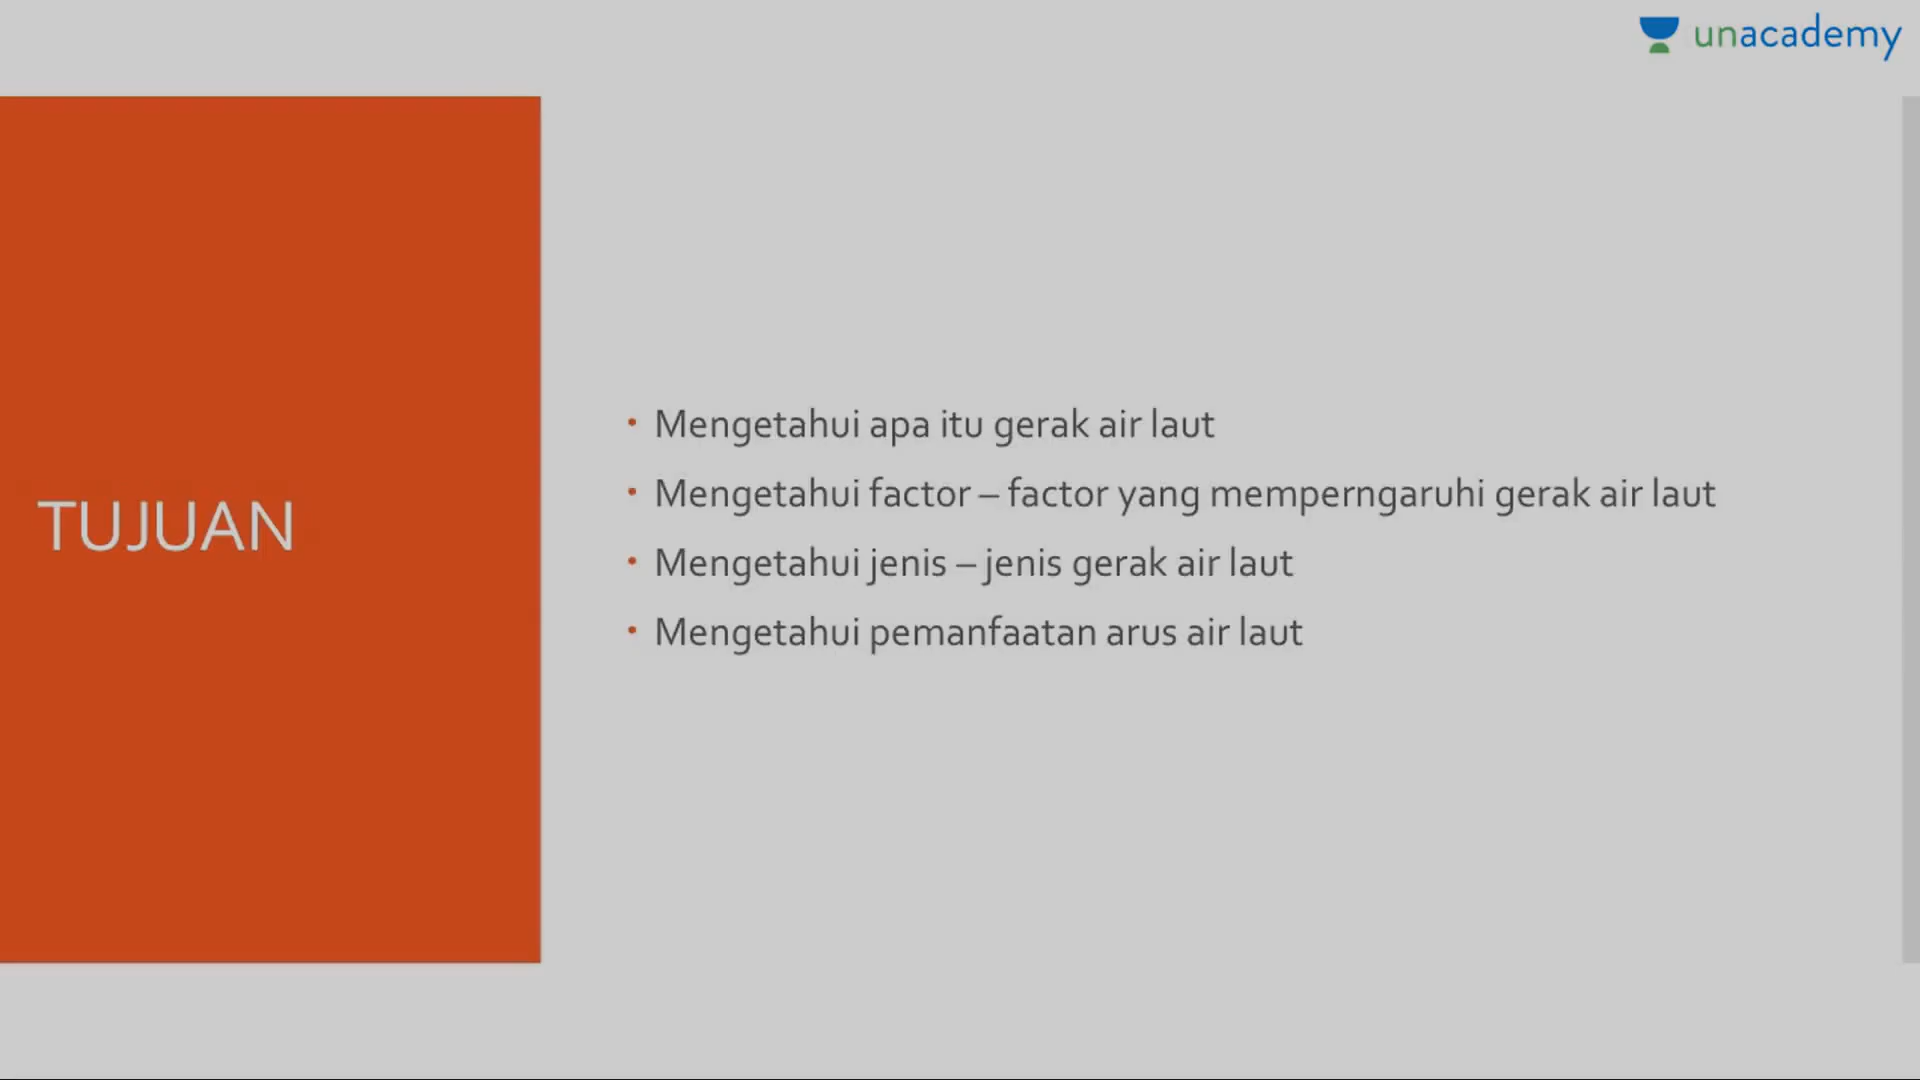 unacademy
TUJUAN
• Mengetahui apa itu gerak air laut
• Mengetahui factor – factor yang memperngaruhi gerak air laut
• Mengetahui jenis – jenis gerak air laut
• Mengetahui pemanfaatan arus air laut